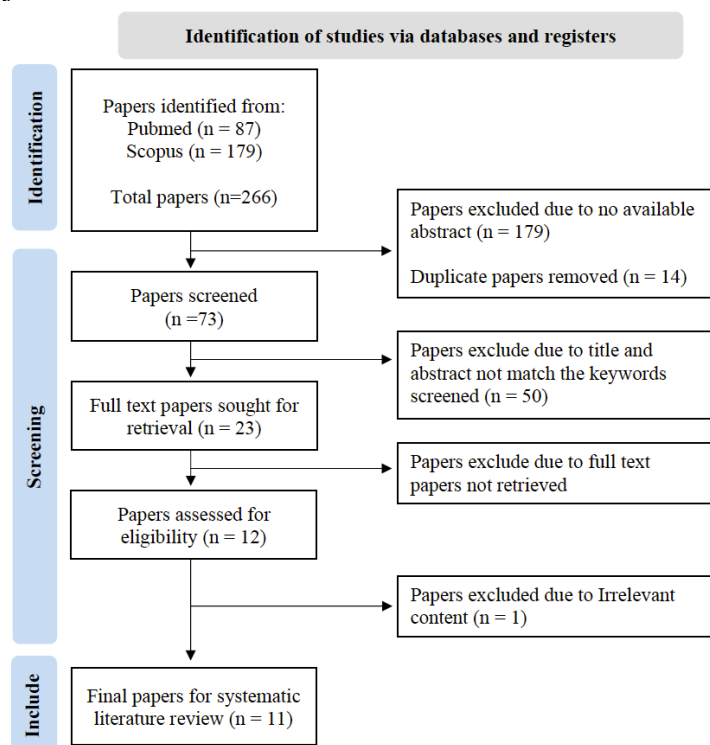 Identification of studies via databases and registers
Identification
Papers identified from:
Pubmed (n = 87)
Scopus (n = 179)
Total papers (n=266)
Papers excluded due to no available
abstract (n = 179)
Duplicate papers removed (n = 14)
Screening
Papers screened
(n =73)
Papers exclude due to title and
abstract not match the keywords
screened (n = 50)
Full text papers sought for
retrieval (n = 23)
Papers exclude due to full text
papers not retrieved
Papers assessed for
eligibility (n = 12)
Papers excluded due to Irrelevant
content (n = 1)
Include
Final papers for systematic
literature review (n = 11)